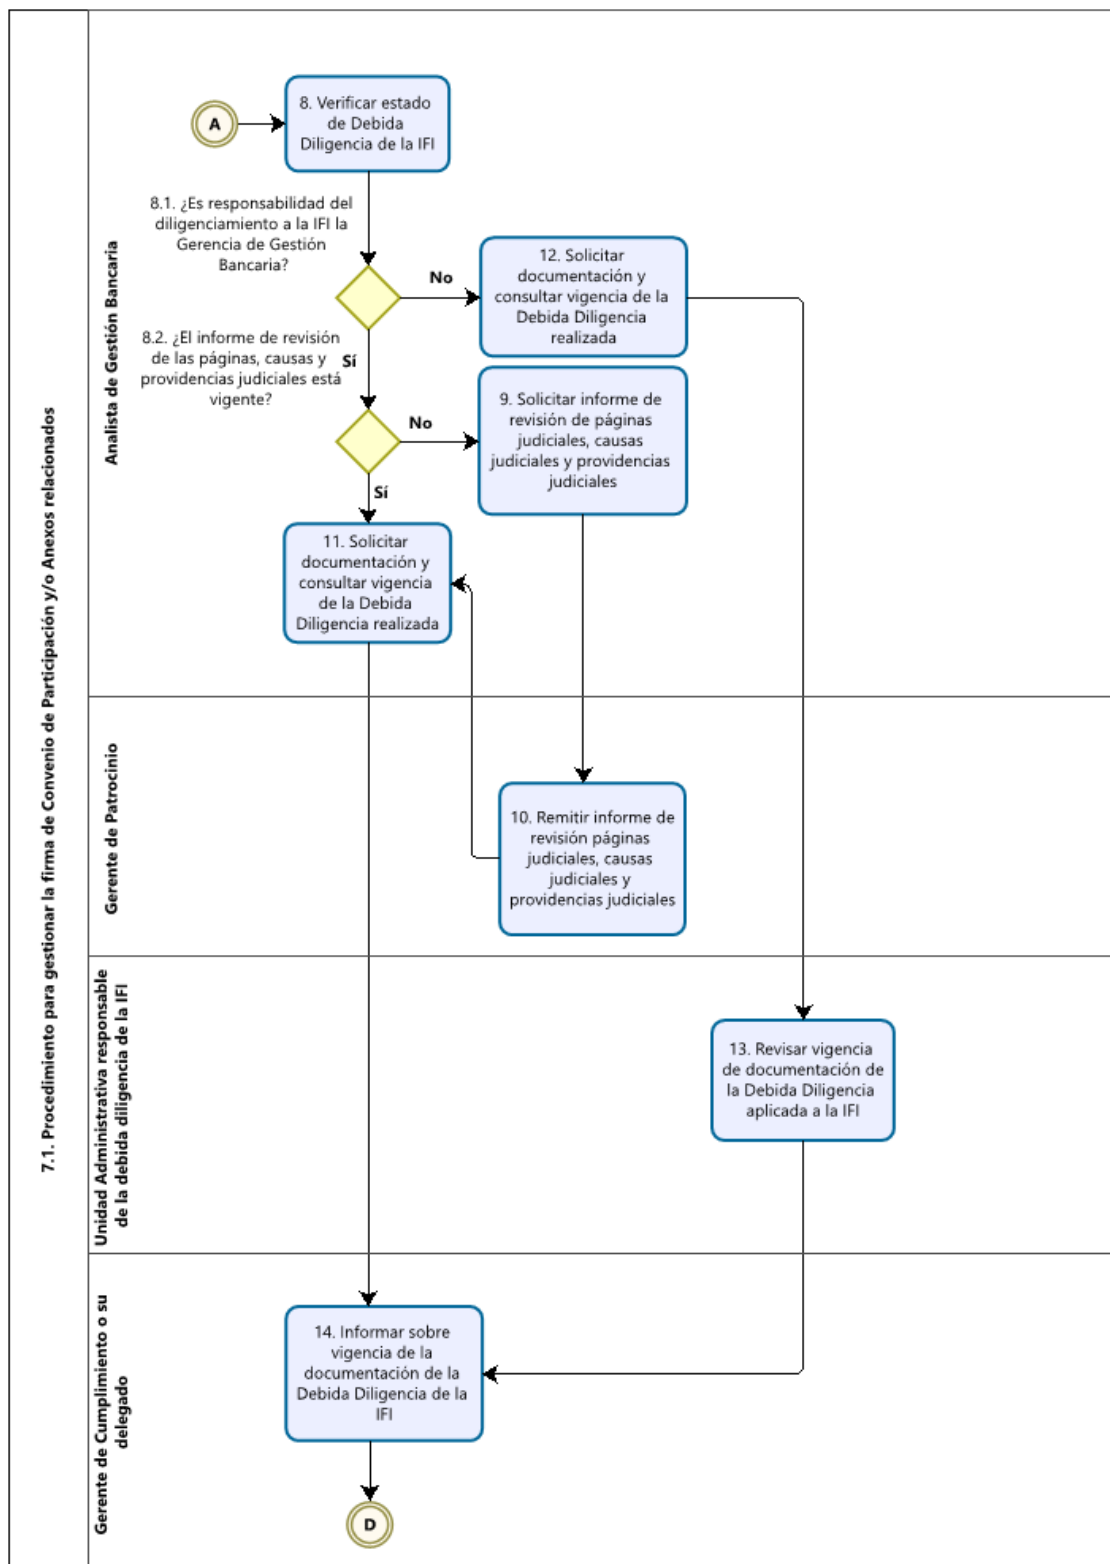 7.1. Procedimiento para gestionar la firma de Convenio de Participación y/o Anexos relacionados
Analista de Gestión Bancaria
A
8. Verificar estado
de Debida
Diligencia de la IFI
8.1. ¿Es responsabilidad del
diligenciamiento a la IFI la
Gerencia de Gestión
Bancaria?
No
12. Solicitar
documentación y
consultar vigencia de la
Debida Diligencia
realizada
Sí
8.2. ¿El informe de revisión
de las páginas, causas y
providencias judiciales está
vigente?
No
9. Solicitar informe de
revisión de páginas
judiciales, causas
judiciales y providencias
judiciales
Sí
11. Solicitar
documentación y
consultar vigencia
de la Debida
Diligencia realizada
Gerente de Patrocinio
10. Remitir informe de
revisión páginas
judiciales, causas
judiciales y
providencias judiciales
Unidad Administrativa responsable
de la debida diligencia de la IFI
13. Revisar vigencia
de documentación de
la Debida Diligencia
aplicada a la IFI
Gerente de Cumplimiento o su
delegado
14. Informar sobre
vigencia de la
documentación de la
Debida Diligencia de la
IFI
D